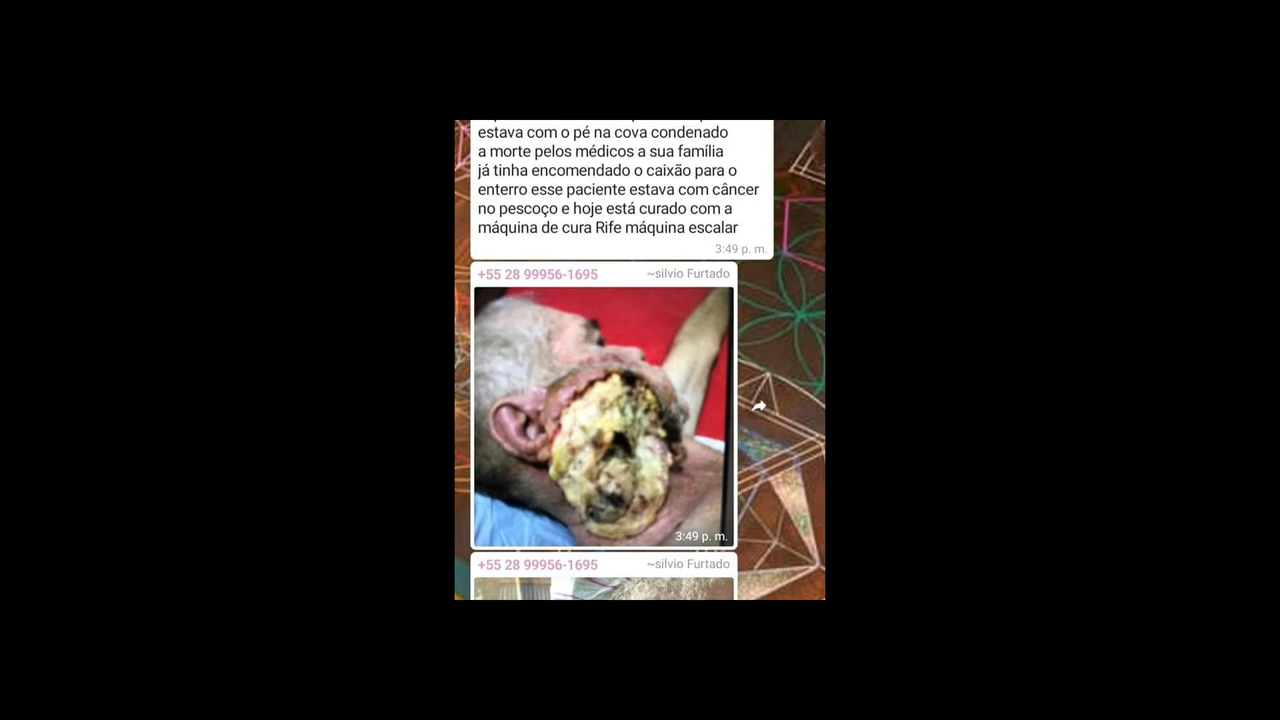 estava com o pé na cova condenado
a morte pelos médicos a sua família
já tinha encomendado o caixão para o
enterro esse paciente estava com câncer
no pescoço e hoje está curado com a
máquina de cura Rife máquina escalar
3:49 p. m.
+55 28 99956-1695 ~silvio Furtado
3:49 p. m.
+55 28 99956-1695 ~silvio Furtado